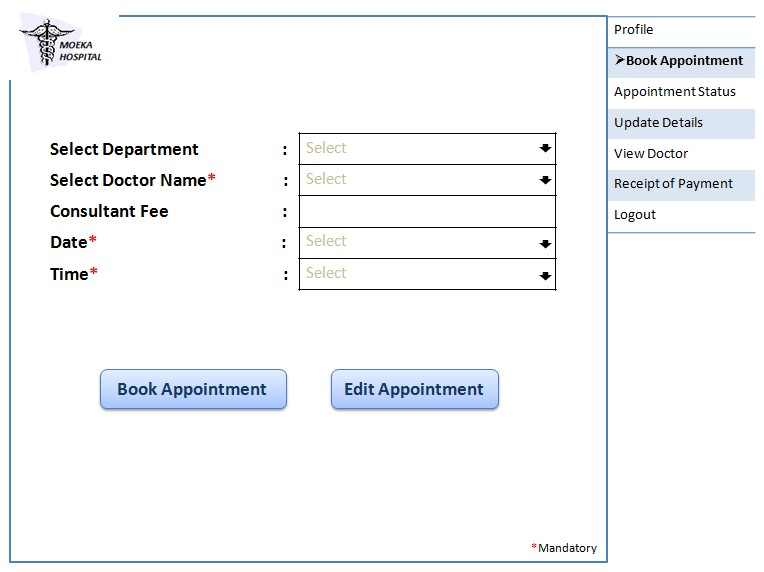 MOEKA
HOSPITAL
Select Department : Select
Select Doctor Name* : Select
Consultant Fee :
Date* : Select
Time* : Select
Book Appointment Edit Appointment
*Mandatory
Profile
➤Book Appointment
Appointment Status
Update Details
View Doctor
Receipt of Payment
Logout